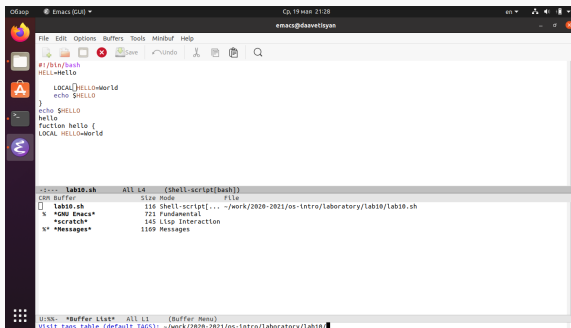 Обзор Emacs (GUI) Ср, 19 мая 21:28 en
emacs@daavetisyan
File Edit Options Buffers Tools Minibuf Help
Save Undo
#!/bin/bash
HELL=Hello
LOCAL HELLO=World
echo $HELLO
}
echo $HELLO
hello
fuction hello {
LOCAL HELLO=World
-:--- lab10.sh All L4 (Shell-script[bash])
CRM Buffer Size Mode File
lab10.sh 116 Shell-script[... ~/work/2020-2021/os-intro/laboratory/lab10/lab10.sh
% *GNU Emacs* 721 Fundamental
*scratch* 145 Lisp Interaction
%* *Messages* 1169 Messages
U:%%- *Buffer List* All L1 (Buffer Menu)
Visit tags table (default TAGS): ~/work/2020-2021/os-intro/laboratory/lab10/